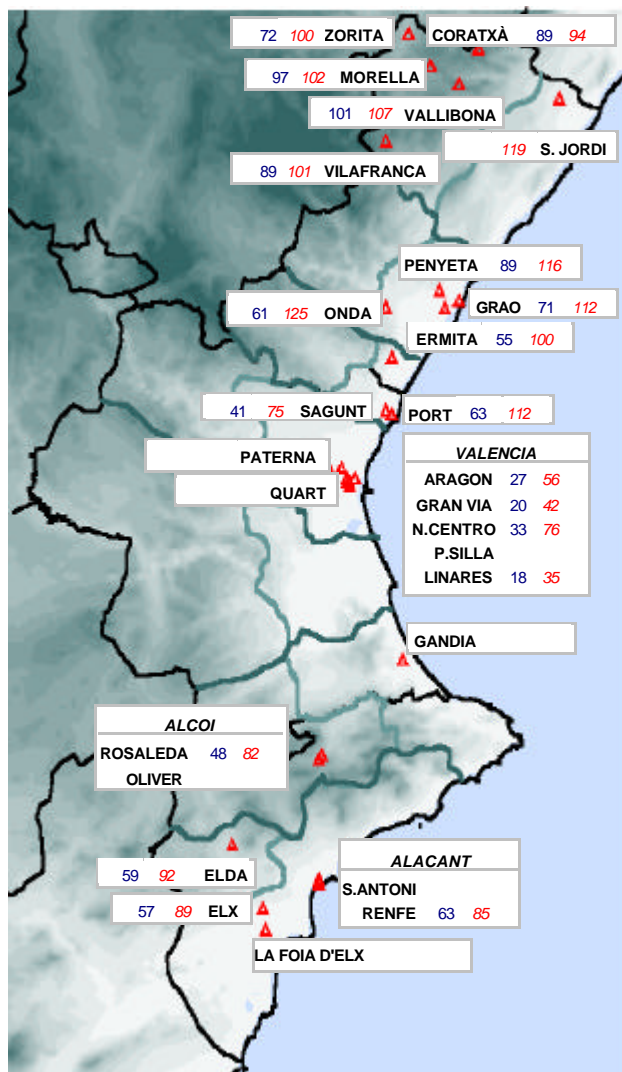 72 100 ZORITA
CORATXÀ 89 94
97 102 MORELLA
101 107 VALLIBONA
119 S. JORDI
89 101 VILAFRANCA
PENYETA 89 116
61 125 ONDA
GRAO 71 112
ERMITA 55 100
41 75 SAGUNT
PORT 63 112
PATERNA
QUART
VALENCIA
ARAGON 27 56
GRAN VIA 20 42
N.CENTRO 33 76
P.SILLA
LINARES 18 35
GANDIA
ALCOI
ROSALEDA 48 82
OLIVER
59 92 ELDA
57 89 ELX
ALACANT
S.ANTONI
RENFE 63 85
LA FOIA D'ELX